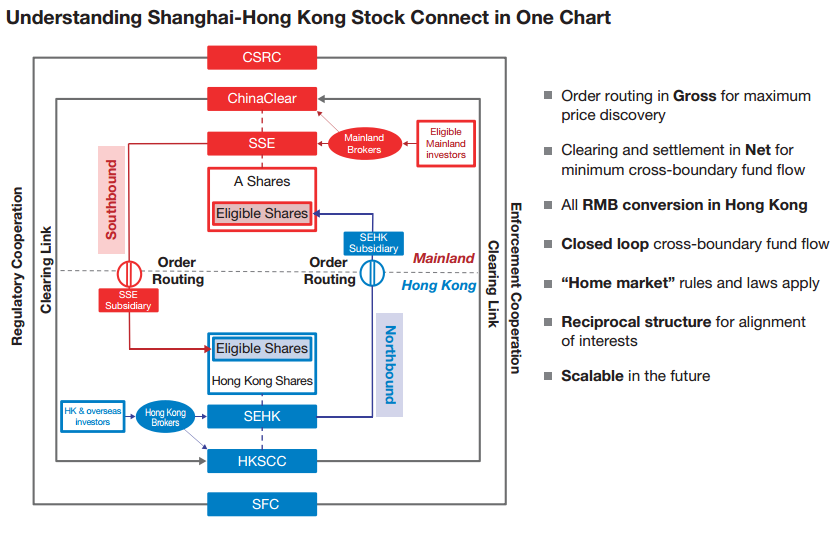 Understanding Shanghai-Hong Kong Stock Connect in One Chart
CSRC
ChinaClear
SSE
Mainland
Brokers
Eligible
Mainland
investors
A Shares
Eligible Shares
Southbound
SEHK
Subsidiary
Order
Routing
Order
Routing
Mainland
Hong Kong
SSE
Subsidiary
Regulatory Cooperation
Clearing Link
Clearing Link
Enforcement Cooperation
Eligible Shares
Hong Kong Shares
Northbound
HK & overseas
investors
Hong Kong
Brokers
SEHK
HKSCC
SFC
Order routing in Gross for maximum
price discovery
Clearing and settlement in Net for
minimum cross-boundary fund flow
All RMB conversion in Hong Kong
Closed loop cross-boundary fund flow
“Home market” rules and laws apply
Reciprocal structure for alignment
of interests
Scalable in the future